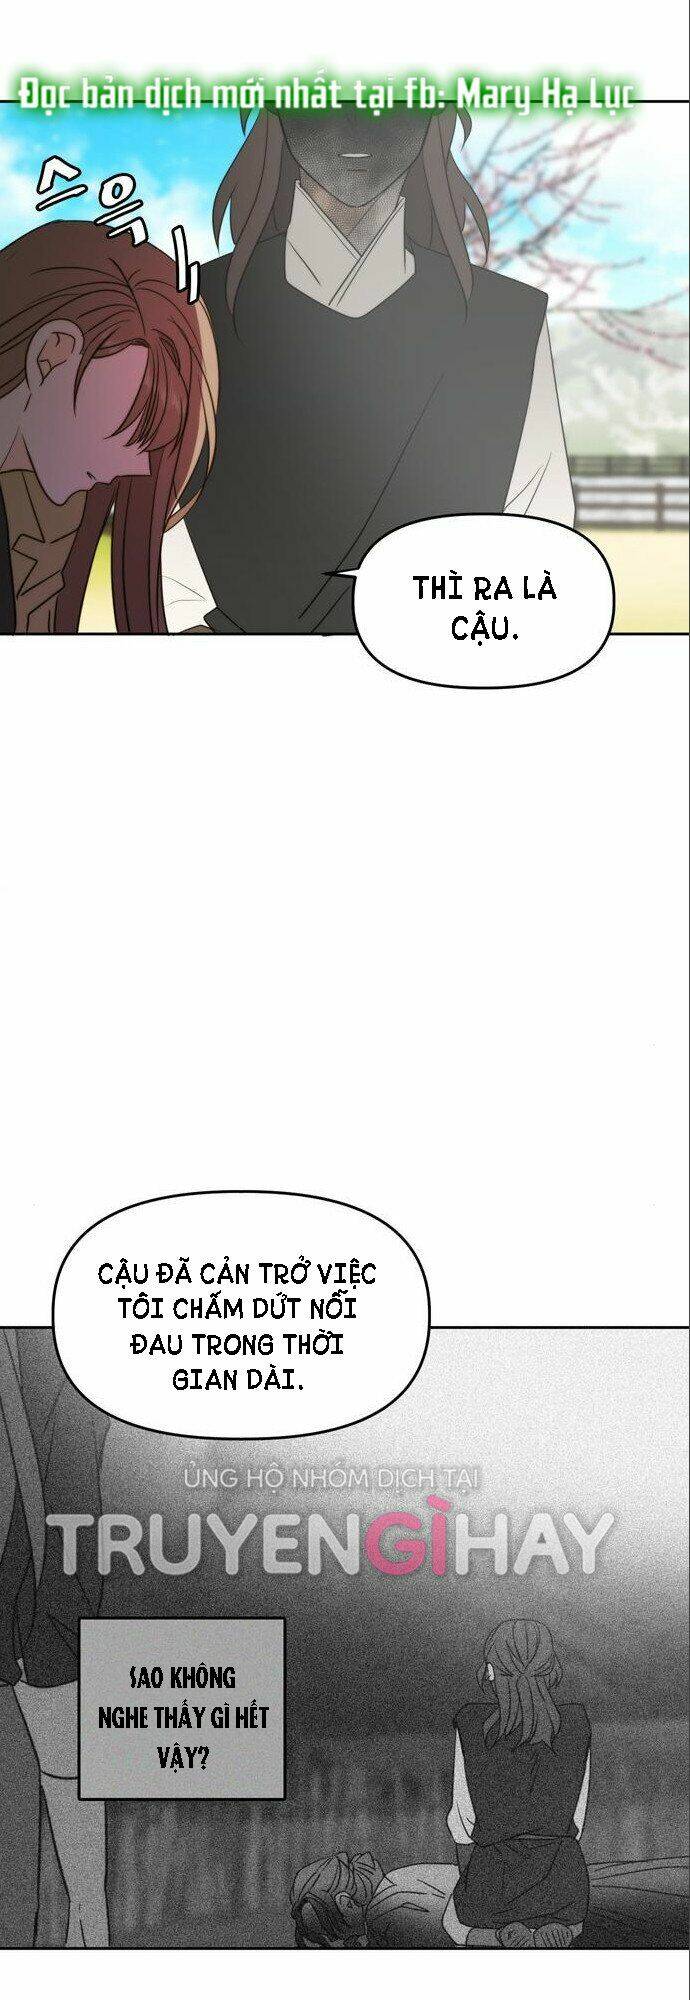 Đọc bản dịch mới nhất tại fb: Mary Hạ Lục
스윽
THÌ RA LÀ
CẬU.
CẬU ĐÃ CẢN TRỞ VIỆC
TÔI CHẤM DỨT NỖI
ĐAU TRONG THỜI
GIAN DÀI.
ỦNG HỘ NHÓM DỊCH TẠI
TRUYENGIHAY
SAO KHÔNG
NGHE THẤY GÌ HẾT
VẬY?